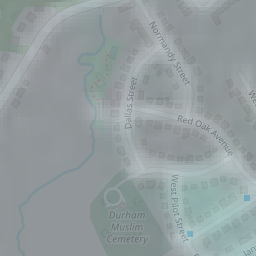 Normandy Street
Dallas Street
Red Oak Avenue
West Pilot Street
Durham
Muslim
Cemetery